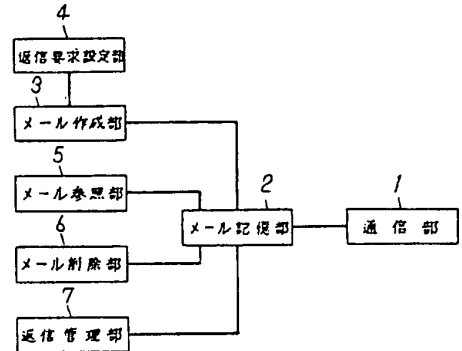 4
返信要求設定部
3
メール作成部
5
メール参照部
2
メール記憶部
1
通信部
6
メール削除部
7
返信管理部